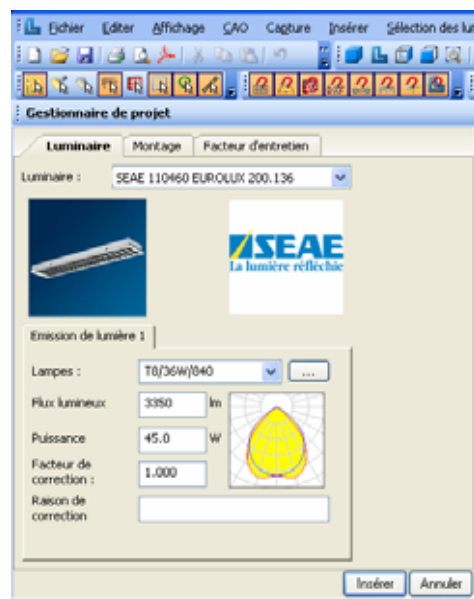 Fichier Editer Affichage CAO Capture Insérer Sélection des lu
Gestionnaire de projet
Luminaire Montage Facteur d'entretien
Luminaire : SEAE 110460 EUROLUX 200.136
SEAE
La lumière réfléchie
Emission de lumière 1
Lampes : T8/36W/840 ...
Flux lumineux 3350 lm
Puissance 45.0 W
Facteur de
correction : 1.000
Raison de
correction
Insérer Annuler